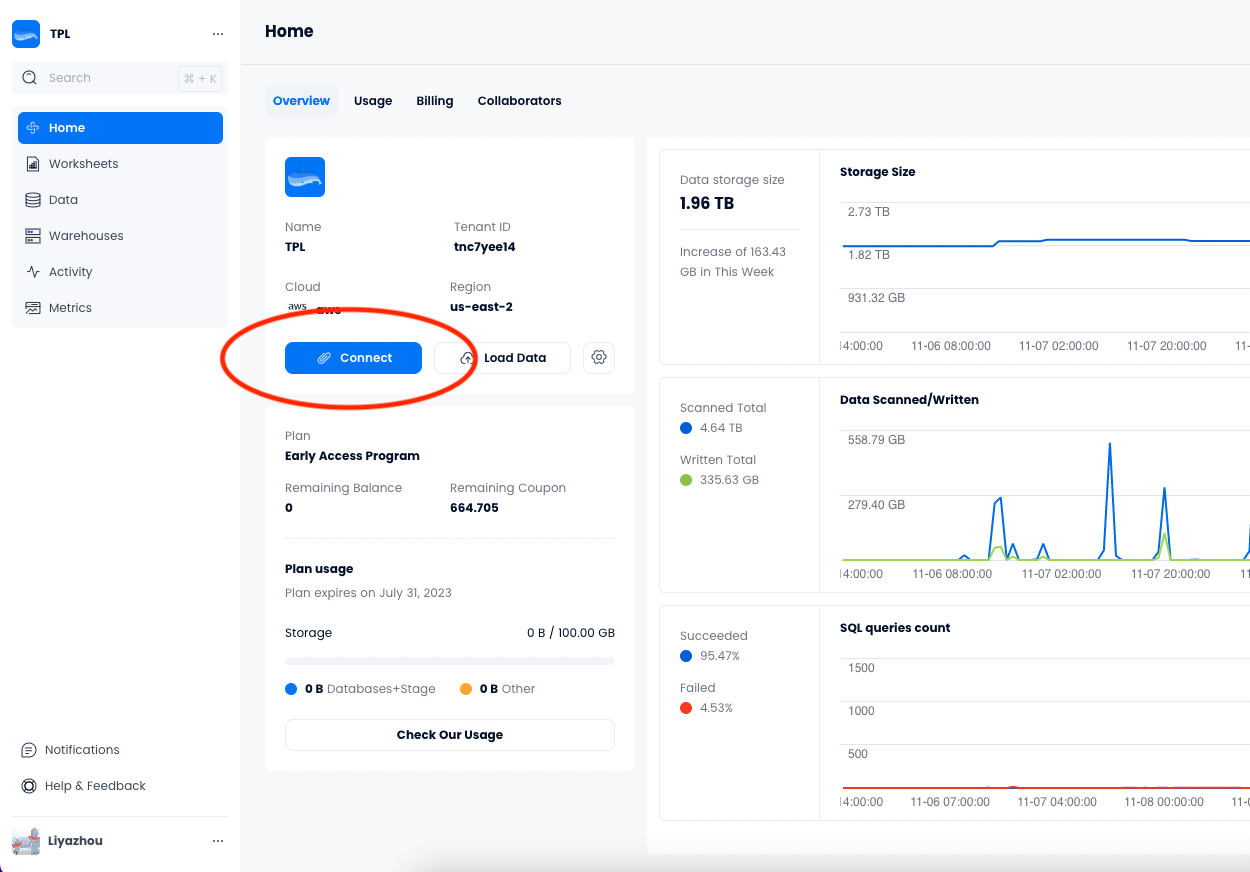 TPL
Search
⌘ + K
Home
Worksheets
Data
Warehouses
Activity
Metrics
Notifications
Help & Feedback
Liyazhou
Home
Overview Usage Billing Collaborators
Name Tenant ID
TPL tnc7yee14
Cloud Region
aws aws us-east-2
Connect Load Data
Plan
Early Access Program
Remaining Balance Remaining Coupon
0 664.705
Plan usage
Plan expires on July 31, 2023
Storage 0 B / 100.00 GB
0 B Databases+Stage 0 B Other
Check Our Usage
Data storage size
1.96 TB
Increase of 163.43
GB in This Week
Storage Size
2.73 TB
1.82 TB
931.32 GB
4:00:00 11-06 08:00:00 11-07 02:00:00 11-07 20:00:00 11-
Scanned Total
4.64 TB
Written Total
335.63 GB
Data Scanned/Written
558.79 GB
279.40 GB
4:00:00 11-06 08:00:00 11-07 02:00:00 11-07 20:00:00 11
Succeeded
95.47%
Failed
4.53%
SQL queries count
1500
1000
500
4:00:00 11-06 07:00:00 11-07 04:00:00 11-08 00:00:00 11-0